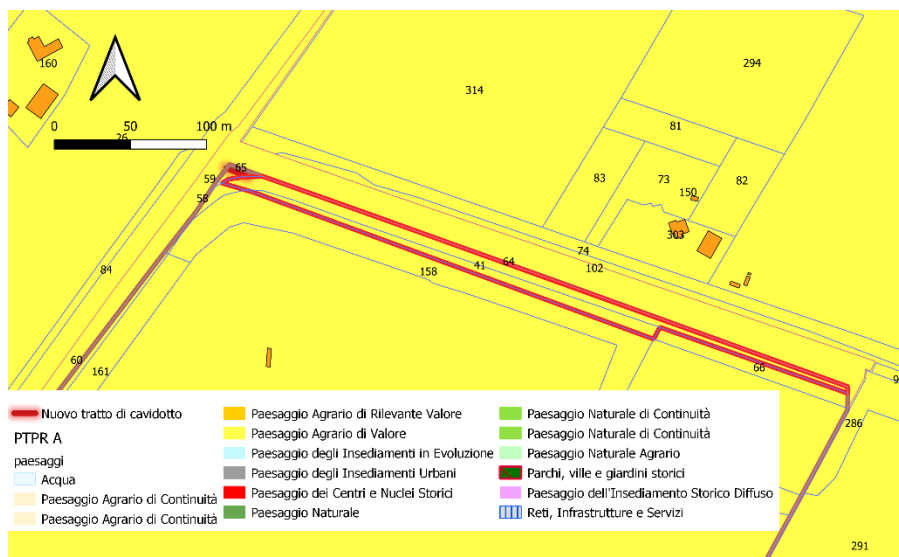 160
314
294
0 50 100 m
26
81
83
73
150
82
303
65
59
58
74
102
64
41
158
84
60
161
66
9
286
291
Nuovo tratto di cavidotto
PTPR A
paesaggi
Acqua
Paesaggio Agrario di Continuità
Paesaggio Agrario di Continuità
Paesaggio Agrario di Rilevante Valore
Paesaggio Agrario di Valore
Paesaggio degli Insediamenti in Evoluzione
Paesaggio degli Insediamenti Urbani
Paesaggio dei Centri e Nuclei Storici
Paesaggio Naturale
Paesaggio Naturale di Continuità
Paesaggio Naturale di Continuità
Paesaggio Naturale Agrario
Parchi, ville e giardini storici
Paesaggio dell'Insediamento Storico Diffuso
Reti, Infrastrutture e Servizi